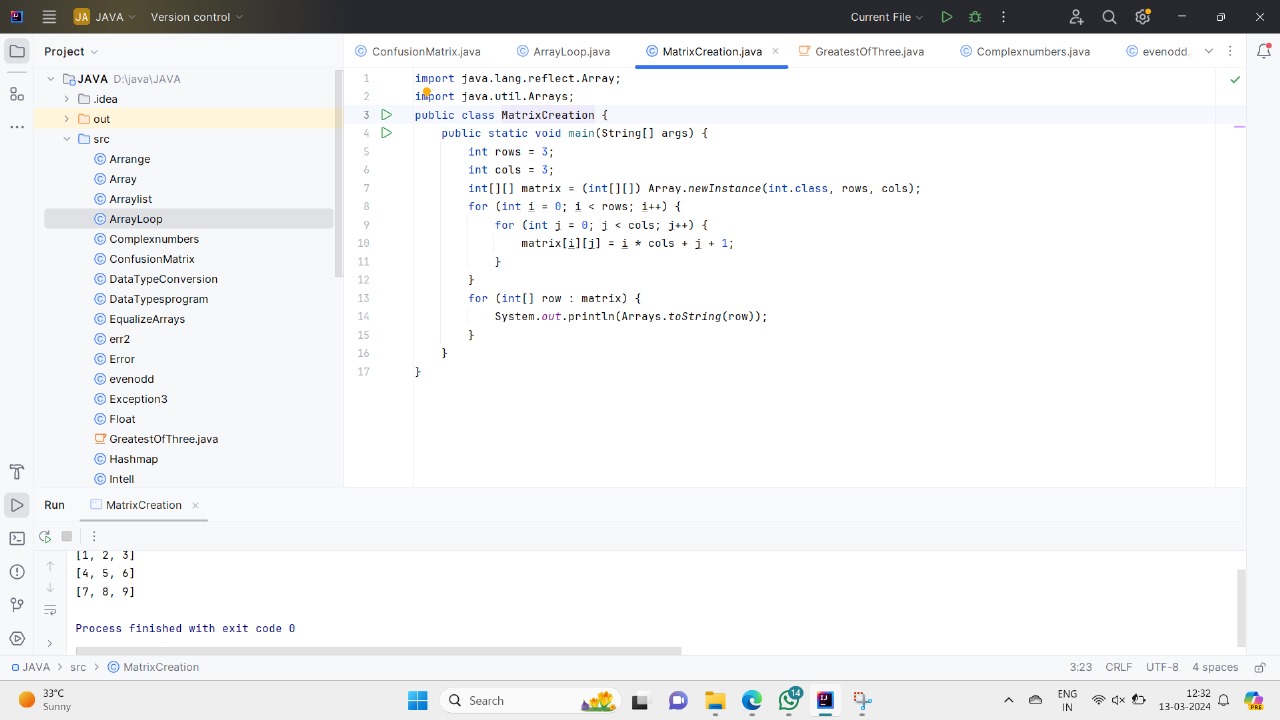 JA JAVA Version control Current File
Project
ConfusionMatrix.java ArrayLoop.java MatrixCreation.java GreatestOfThree.java Complexnumbers.java evenodd
JAVA D:\java\JAVA
.idea
out
src
Arrange
Array
Arraylist
ArrayLoop
Complexnumbers
ConfusionMatrix
DataTypeConversion
DataTypesprogram
EqualizeArrays
err2
Error
evenodd
Exception3
Float
GreatestOfThree.java
Hashmap
Intell
1 import java.lang.reflect.Array;
2 import java.util.Arrays;
3 public class MatrixCreation {
4 public static void main(String[] args) {
5 int rows = 3;
6 int cols = 3;
7 int[][] matrix = (int[][]) Array.newInstance(int.class, rows, cols);
8 for (int i = 0; i < rows; i++) {
9 for (int j = 0; j < cols; j++) {
10 matrix[i][j] = i * cols + j + 1;
11 }
12 }
13 for (int[] row : matrix) {
14 System.out.println(Arrays.toString(row));
15 }
16 }
17 }
Run MatrixCreation
[1, 2, 3]
[4, 5, 6]
[7, 8, 9]
Process finished with exit code 0
JAVA > src > MatrixCreation 3:23 CRLF UTF-8 4 spaces
33°C
Sunny
Search
14
ENG
IN
12:32
13-03-2024
PRE